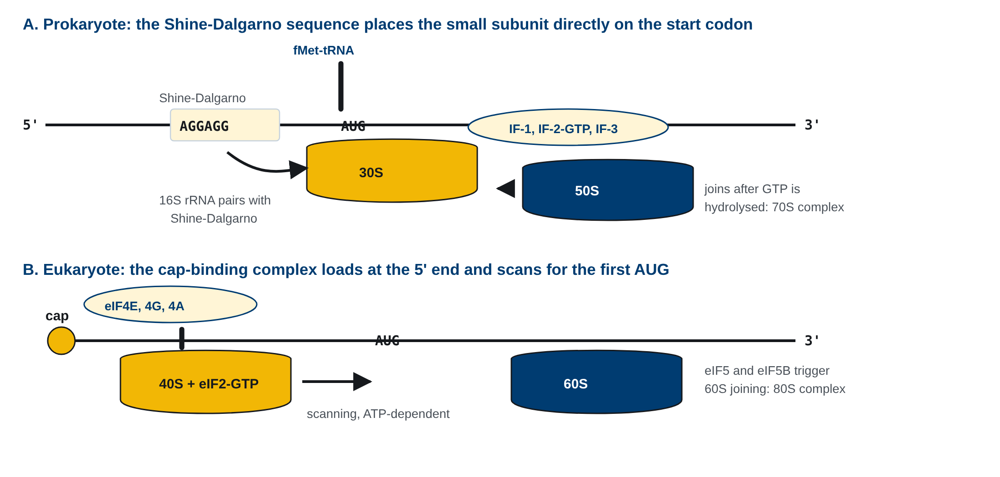 A. Prokaryote: the Shine-Dalgarno sequence places the small subunit directly on the start codon
fMet-tRNA
Shine-Dalgarno
5'
AGGAGG
AUG
IF-1, IF-2-GTP, IF-3
3'
30S
50S
16S rRNA pairs with
Shine-Dalgarno
joins after GTP is
hydrolysed: 70S complex
B. Eukaryote: the cap-binding complex loads at the 5' end and scans for the first AUG
eIF4E, 4G, 4A
cap
AUG
3'
40S + eIF2-GTP
60S
eIF5 and eIF5B trigger
60S joining: 80S complex
scanning, ATP-dependent